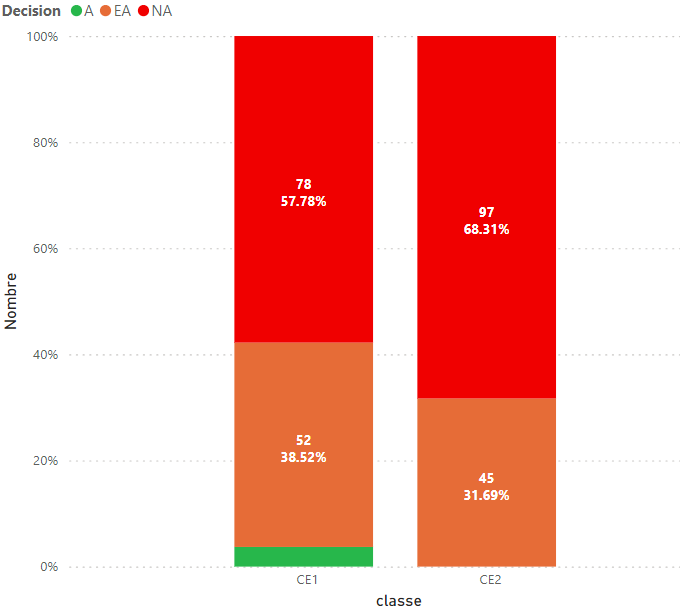 Decision A EA NA
100%
80%
60%
40%
20%
0%
Nombre
78
57.78%
52
38.52%
97
68.31%
45
31.69%
CE1
CE2
classe